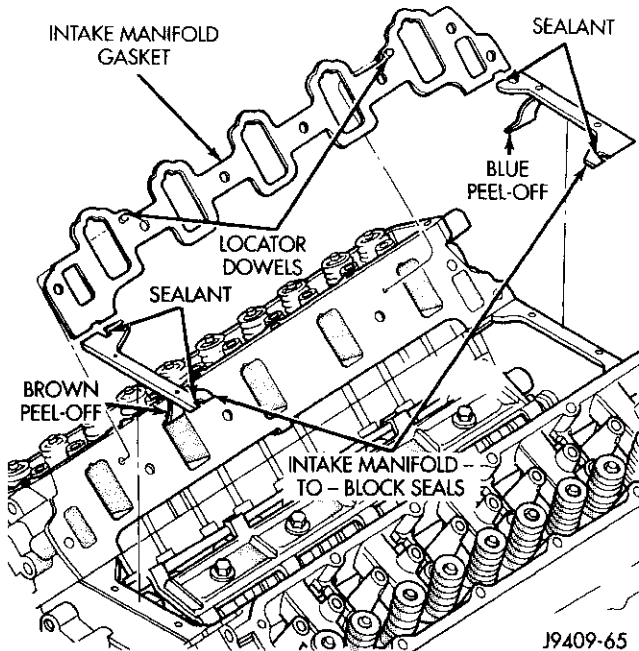 INTAKE MANIFOLD
GASKET
SEALANT
BLUE
PEEL-OFF
LOCATOR
DOWELS
SEALANT
BROWN
PEEL-OFF
INTAKE MANIFOLD
TO – BLOCK SEALS
J9409-65